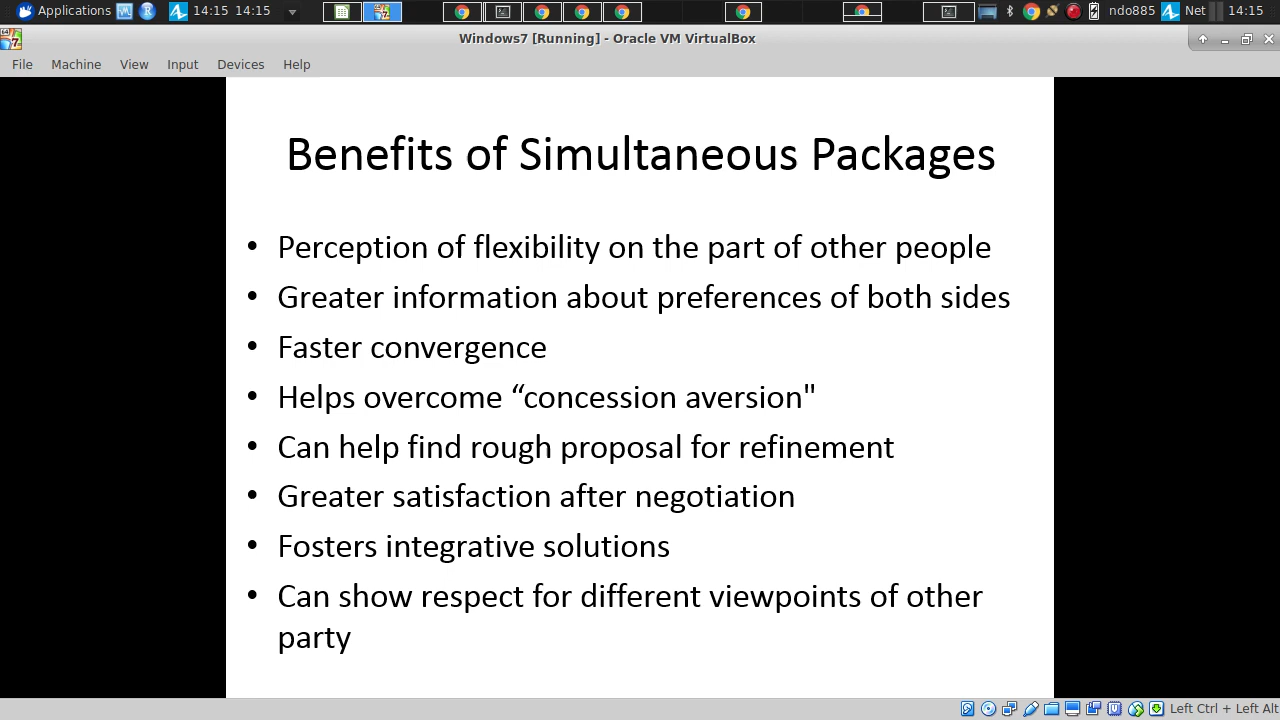 Applications 14:15 14:15 ndo885 Net 14:15
Windows7 [Running] - Oracle VM VirtualBox
File Machine View Input Devices Help
Benefits of Simultaneous Packages
• Perception of flexibility on the part of other people
• Greater information about preferences of both sides
• Faster convergence
• Helps overcome “concession aversion"
• Can help find rough proposal for refinement
• Greater satisfaction after negotiation
• Fosters integrative solutions
• Can show respect for different viewpoints of other
party
Left Ctrl + Left Alt